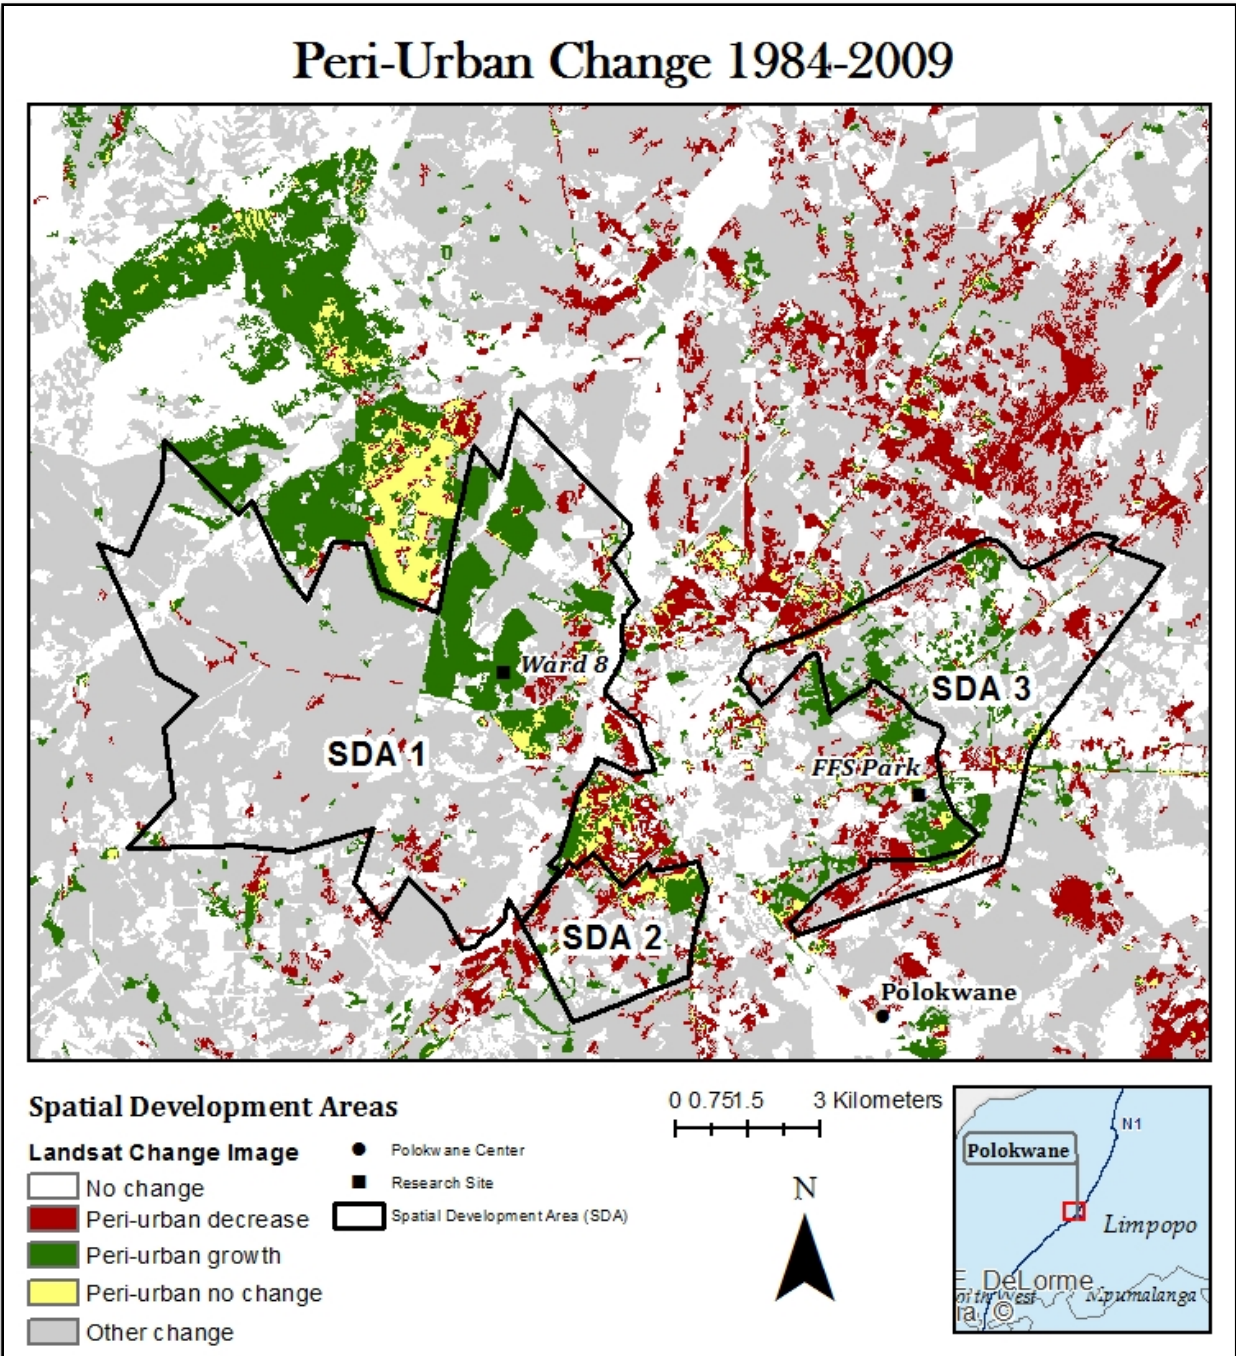 Peri-Urban Change 1984-2009
Ward 8
SDA 3
SDA 1
FFS Park
SDA 2
Polokwane
Spatial Development Areas
Landsat Change Image
No change
Peri-urban decrease
Peri-urban growth
Peri-urban no change
Other change
Polokwane Center
Research Site
Spatial Development Area (SDA)
0 0.751.5 3 Kilometers
N
N1
Polokwane
Limpopo
E, DeLorme
Mpumalanga
ra, ©